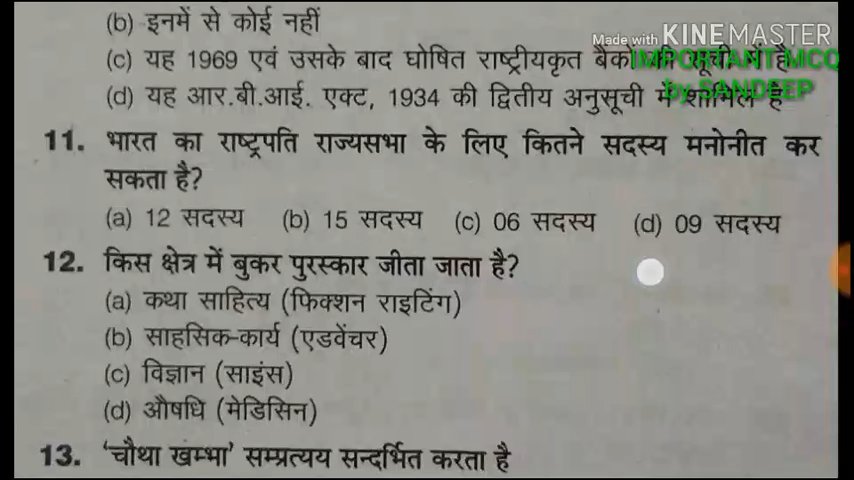 (b) इनमें से कोई नहीं
Made with KINEMASTER
(c) यह 1969 एवं उसके बाद घोषित राष्ट्रीयकृत बैंकों की सूची में है
IMPORTANT MCQ
by SANDEEP
(d) यह आर.बी.आई. एक्ट, 1934 की द्वितीय अनुसूची में शामिल है
11. भारत का राष्ट्रपति राज्यसभा के लिए कितने सदस्य मनोनीत कर
सकता है?
(a) 12 सदस्य (b) 15 सदस्य (c) 06 सदस्य (d) 09 सदस्य
12. किस क्षेत्र में बुकर पुरस्कार जीता जाता है?
(a) कथा साहित्य (फिक्शन राइटिंग)
(b) साहसिक-कार्य (एडवेंचर)
(c) विज्ञान (साइंस)
(d) औषधि (मेडिसिन)
13. ‘चौथा खम्भा’ सम्प्रत्यय सन्दर्भित करता है